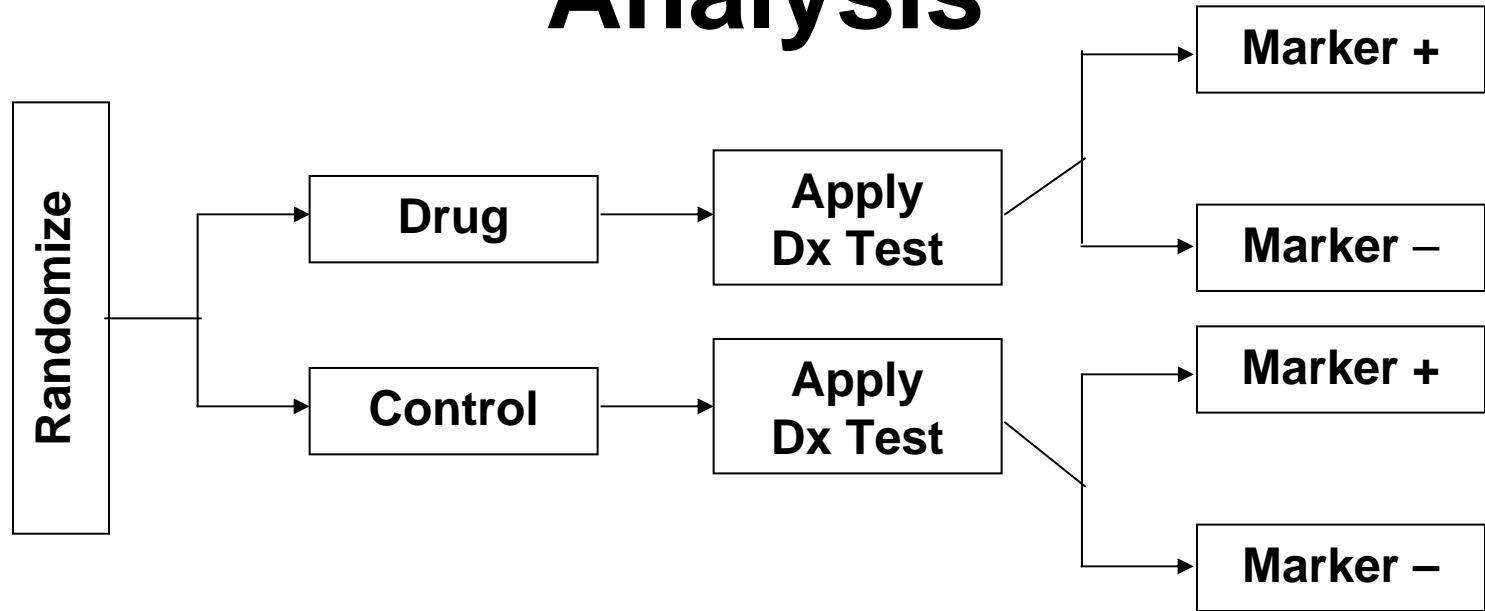 Analysis
Randomize
Drug
Apply
Dx Test
Marker +
Marker –
Control
Apply
Dx Test
Marker +
Marker –